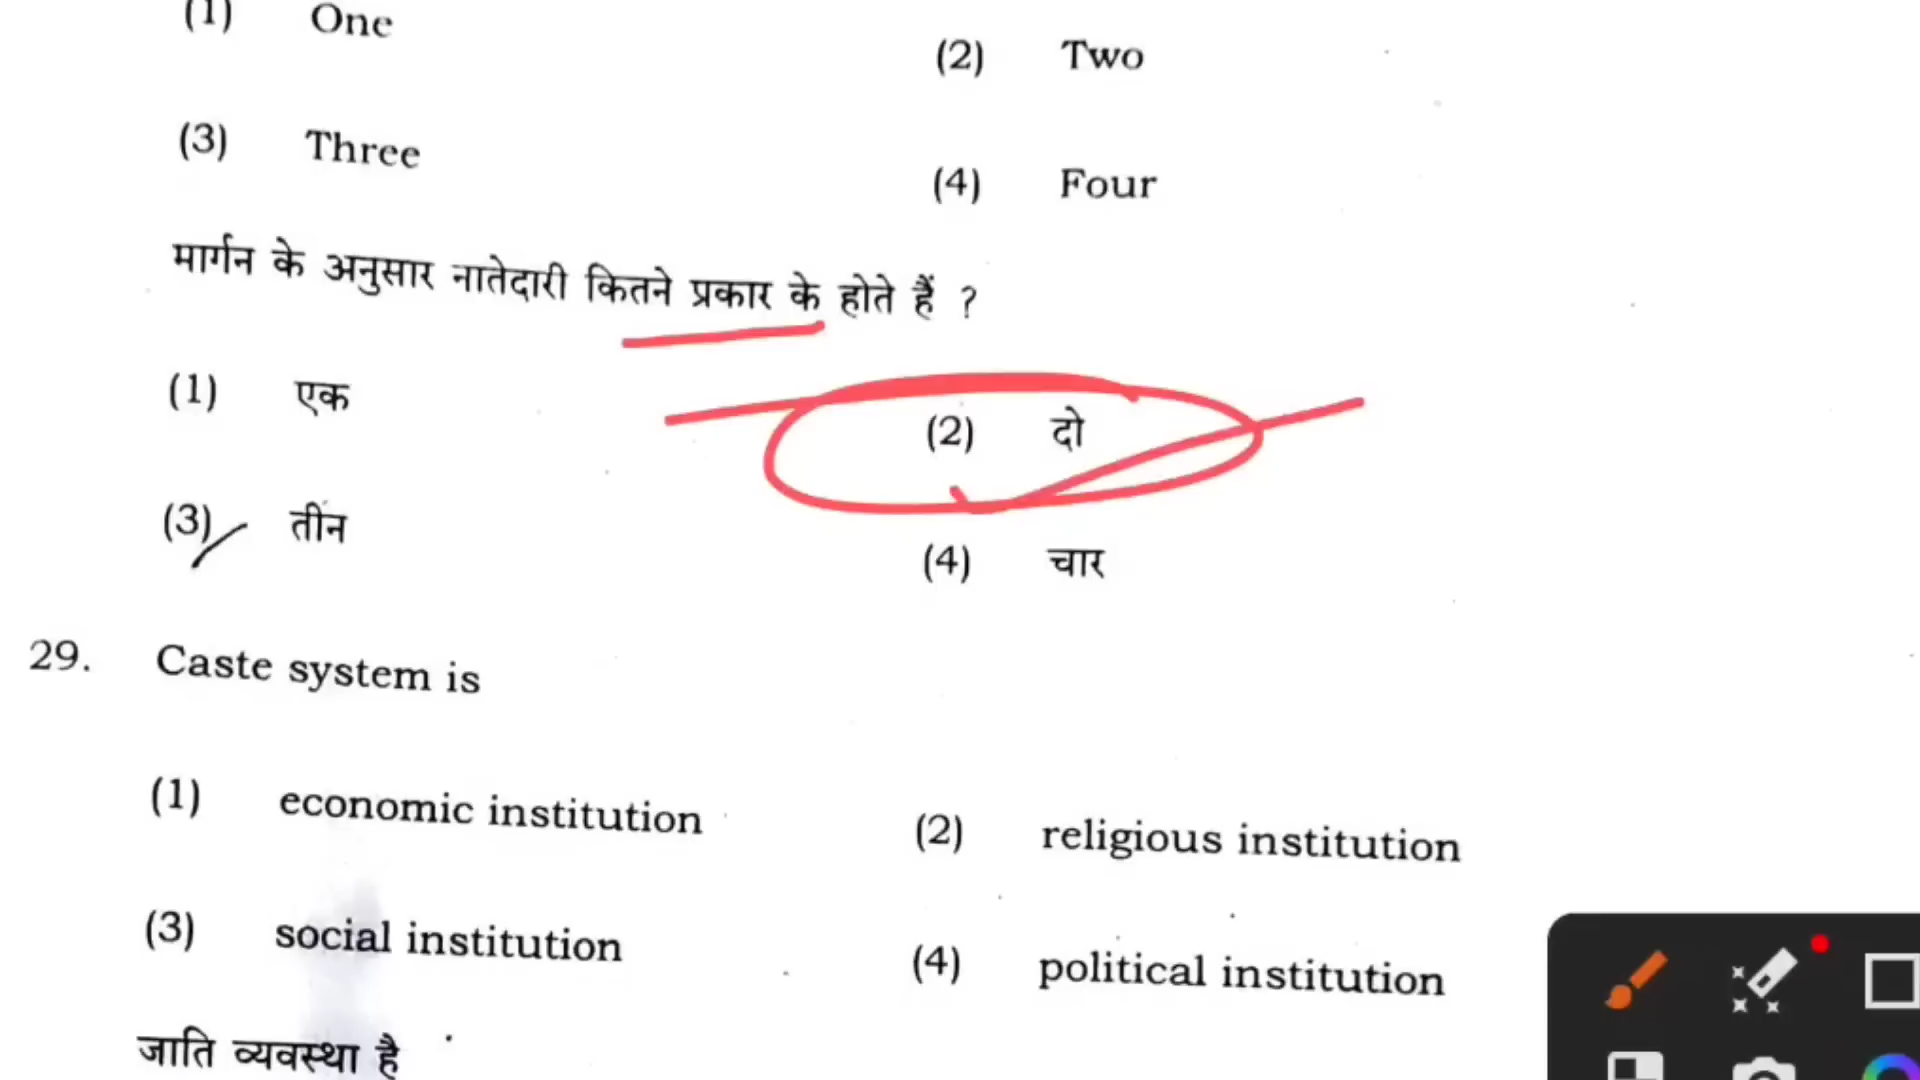 (1) One
(2) Two
(3) Three
(4) Four
मार्गन के अनुसार नातेदारी कितने प्रकार के होते हैं ?
(1) एक
(2) दो
(3) तीन
(4) चार
29. Caste system is
(1) economic institution
(2) religious institution
(3) social institution
(4) political institution
जाति व्यवस्था है